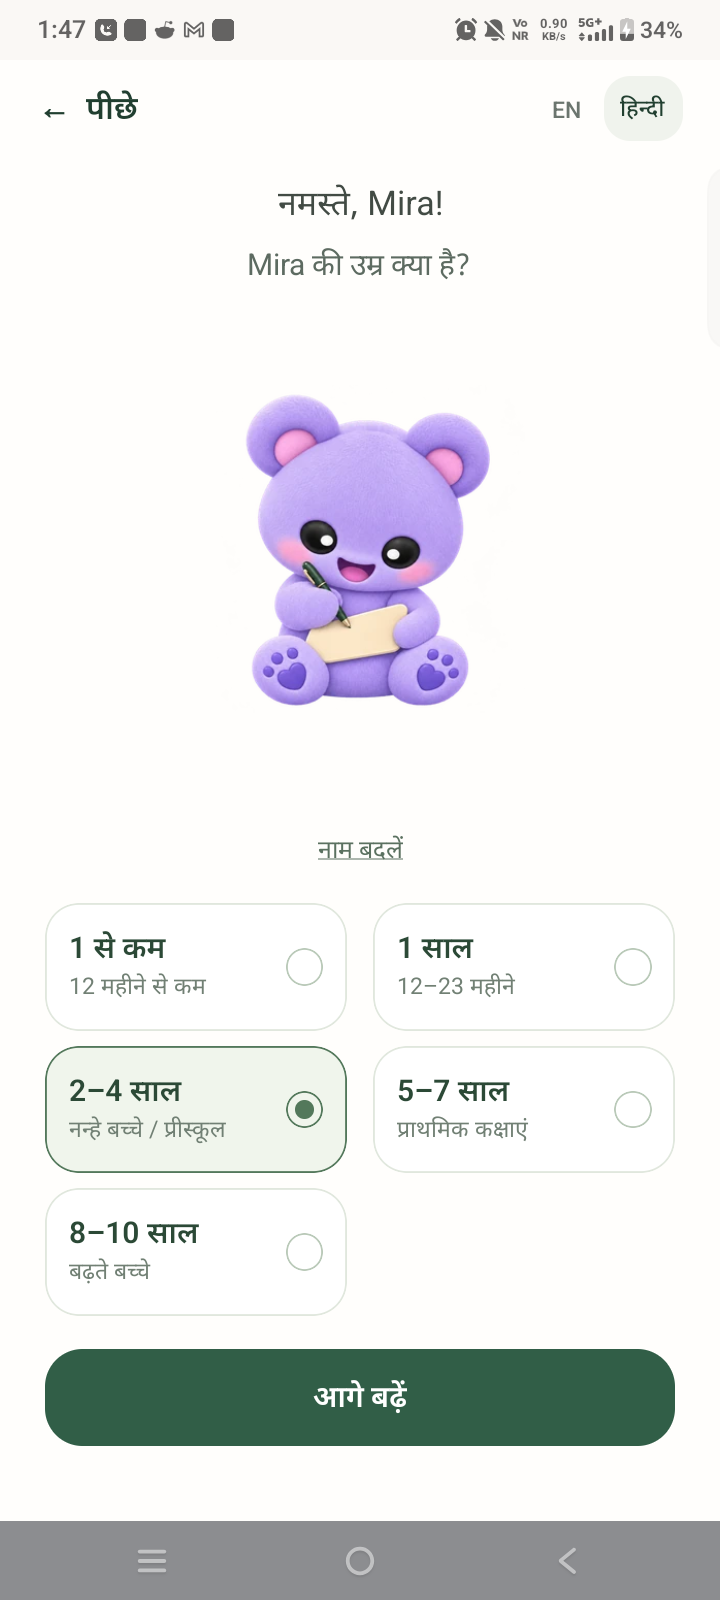 1:47
Vo
NR
0.90
KB/s
5G+
34%
← पीछे
EN
हिन्दी
नमस्ते, Mira!
Mira की उम्र क्या है?
नाम बदलें
1 से कम
12 महीने से कम
1 साल
12–23 महीने
2–4 साल
नन्हे बच्चे / प्रीस्कूल
5–7 साल
प्राथमिक कक्षाएं
8–10 साल
बढ़ते बच्चे
आगे बढ़ें